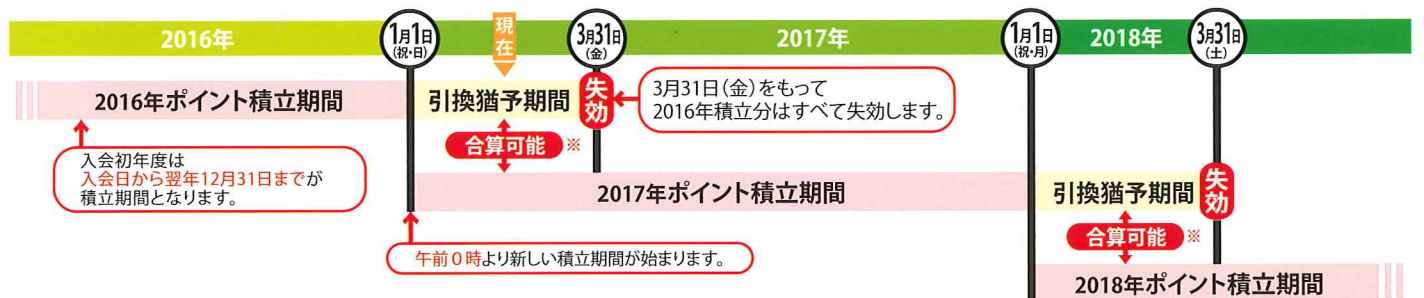 2016年
1月1日
(祝・日)
現在
3月31日
(金)
2017年
1月1日
(祝・月)
2018年
3月31日
(土)
2016年ポイント積立期間
引換猶予期間
失効
3月31日(金)をもって
2016年積立分はすべて失効します。
合算可能 ※
入会初年度は
入会日から翌年12月31日までが
積立期間となります。
2017年ポイント積立期間
引換猶予期間
失効
合算可能 ※
午前0時より新しい積立期間が始まります。
2018年ポイント積立期間